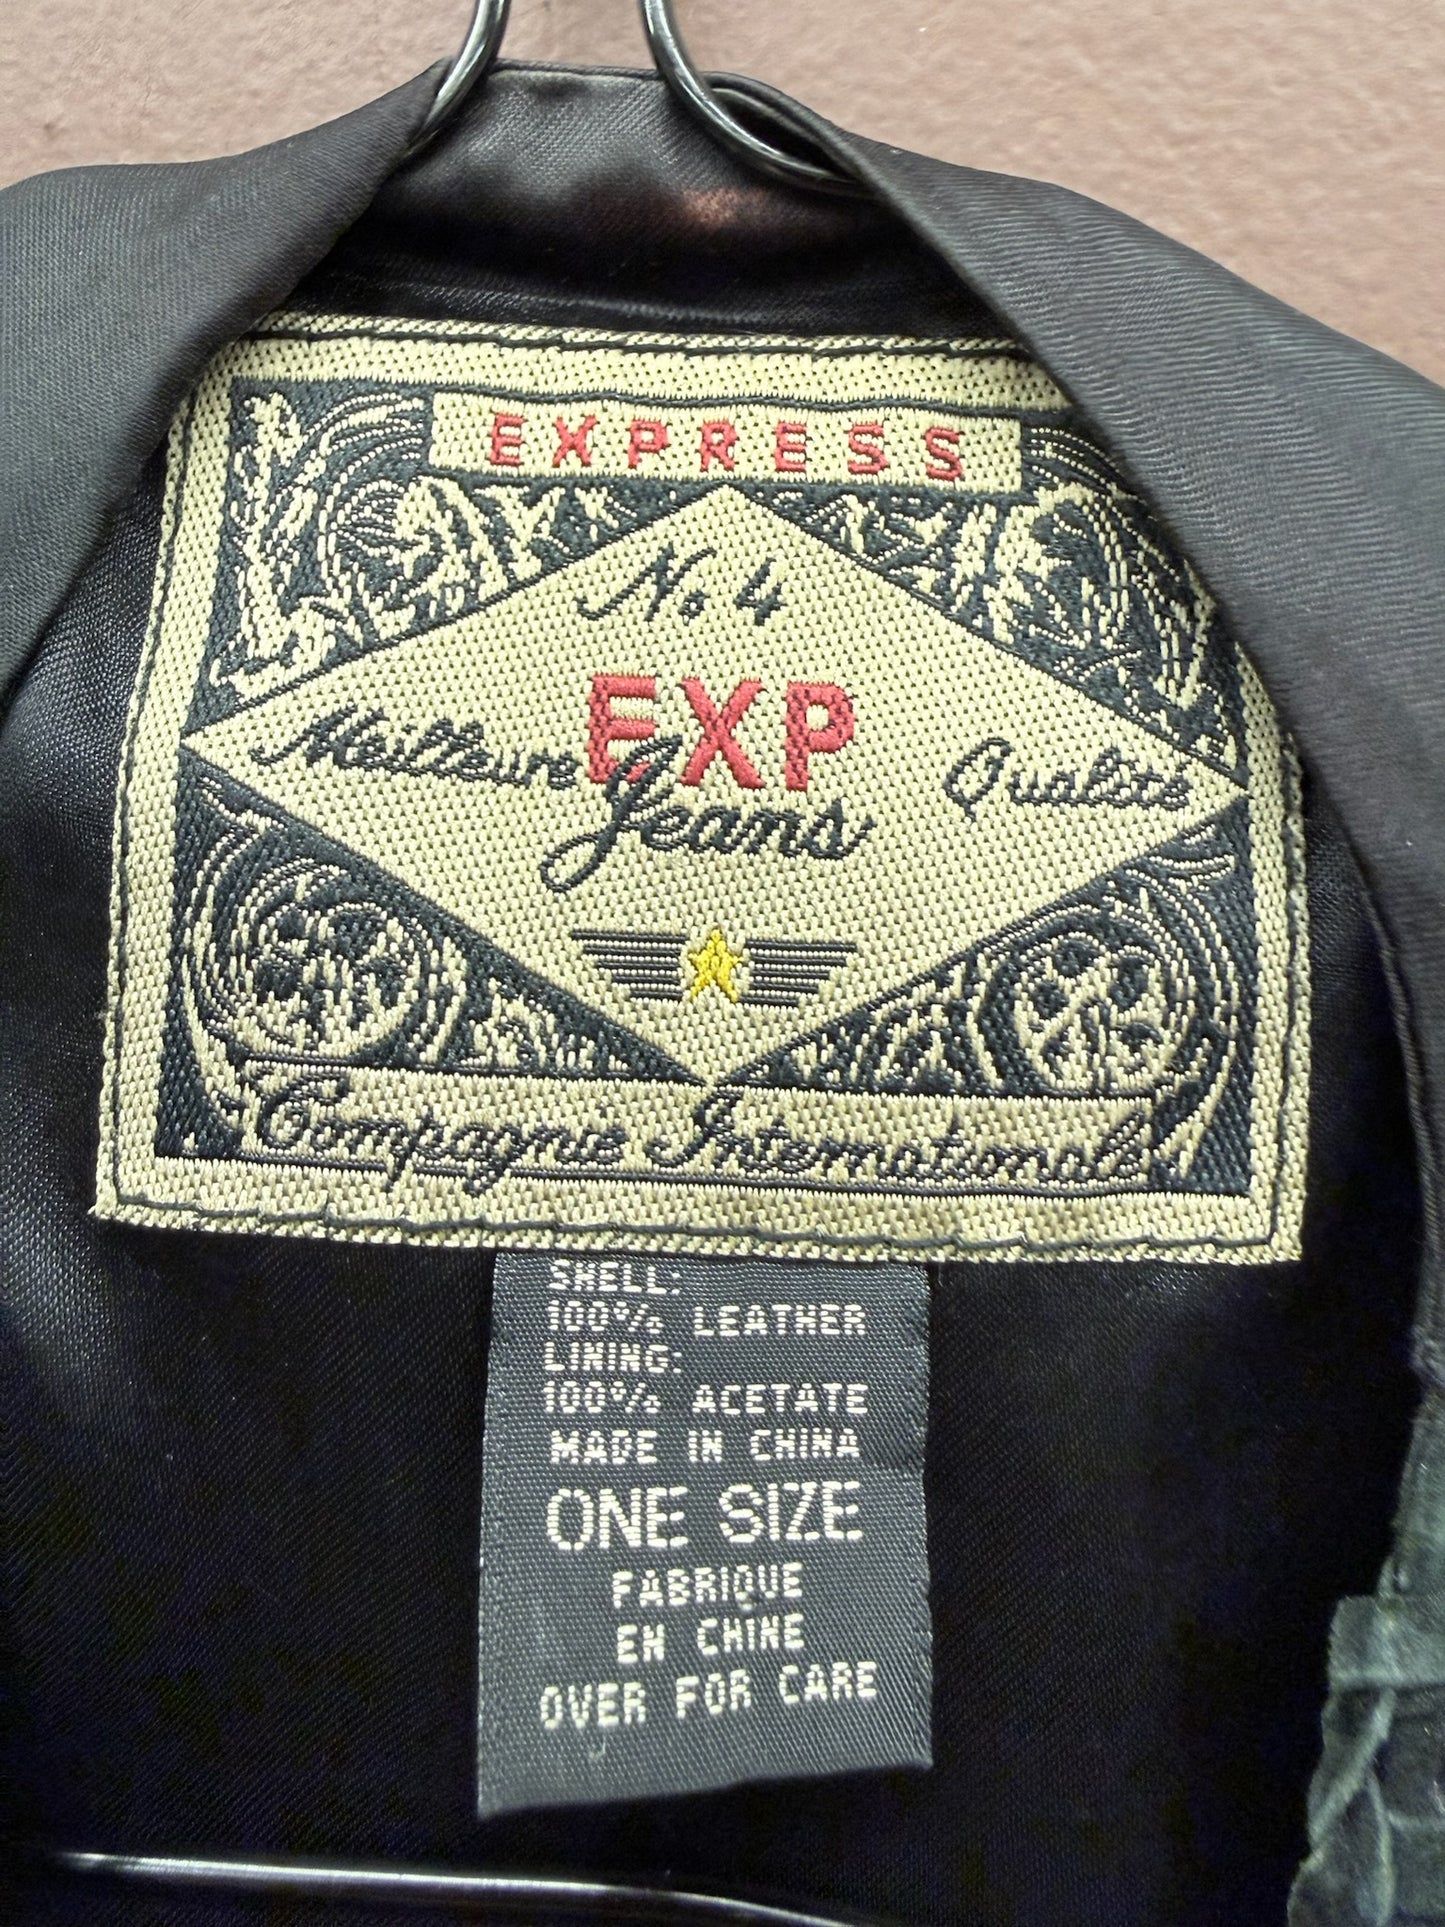 EXPRESS
No 4
EXP
Meilleure Jeans Qualité
Compagnie Internationale
SHELL:
100% LEATHER
LINING:
100% ACETATE
MADE IN CHINA
ONE SIZE
FABRIQUE
EN CHINE
OVER FOR CARE